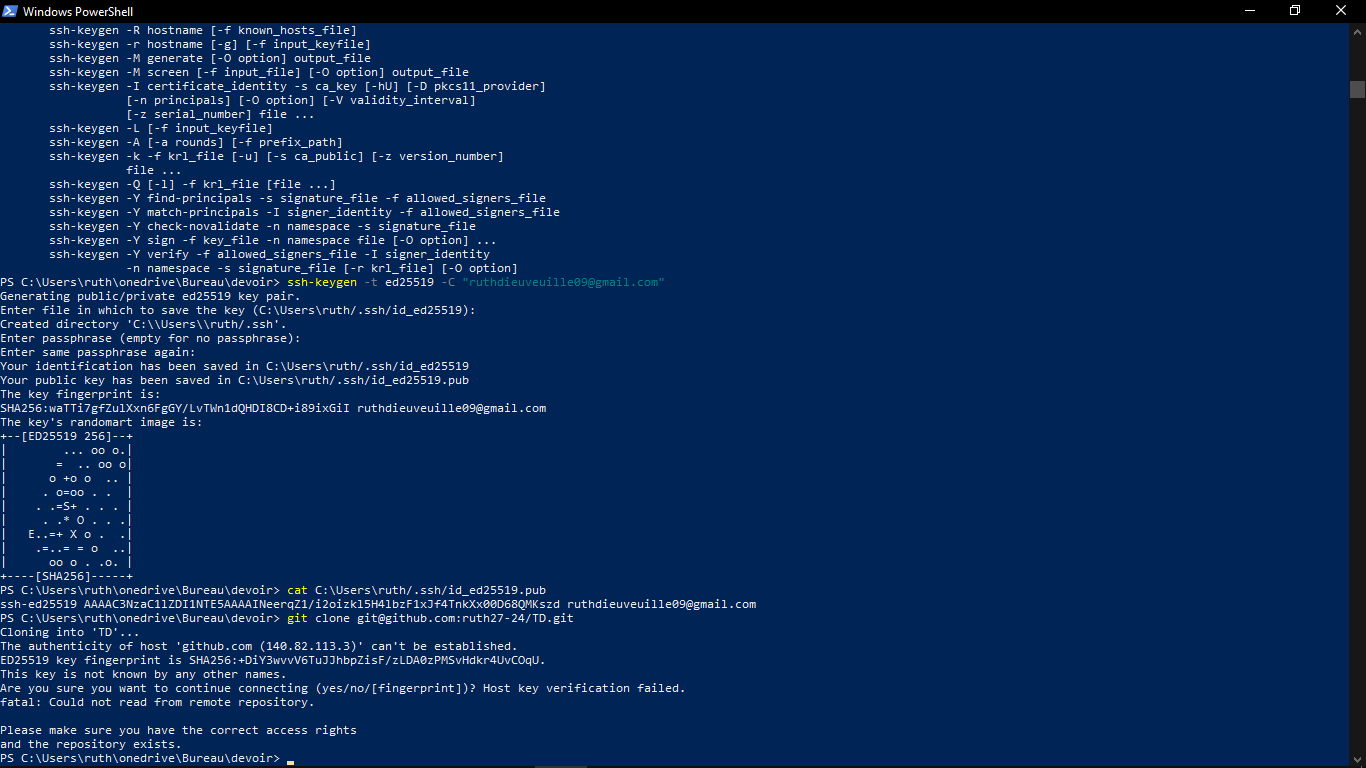 Windows PowerShell
ssh-keygen -R hostname [-f known_hosts_file]
ssh-keygen -r hostname [-g] [-f input_keyfile]
ssh-keygen -M generate [-O option] output_file
ssh-keygen -M screen [-f input_file] [-O option] output_file
ssh-keygen -I certificate_identity -s ca_key [-hU] [-D pkcs11_provider]
[-n principals] [-O option] [-V validity_interval]
[-z serial_number] file ...
ssh-keygen -L [-f input_keyfile]
ssh-keygen -A [-a rounds] [-f prefix_path]
ssh-keygen -k -f krl_file [-u] [-s ca_public] [-z version_number]
file ...
ssh-keygen -Q [-l] -f krl_file [file ...]
ssh-keygen -Y find-principals -s signature_file -f allowed_signers_file
ssh-keygen -Y match-principals -I signer_identity -f allowed_signers_file
ssh-keygen -Y check-novalidate -n namespace -s signature_file
ssh-keygen -Y sign -f key_file -n namespace file [-O option] ...
ssh-keygen -Y verify -f allowed_signers_file -I signer_identity
-n namespace -s signature_file [-r krl_file] [-O option]
PS C:\Users\ruth\onedrive\Bureau\devoir> ssh-keygen -t ed25519 -C "ruthdieuveuille09@gmail.com"
Generating public/private ed25519 key pair.
Enter file in which to save the key (C:\Users\ruth/.ssh/id_ed25519):
Created directory 'C:\\Users\\ruth/.ssh'.
Enter passphrase (empty for no passphrase):
Enter same passphrase again:
Your identification has been saved in C:\Users\ruth/.ssh/id_ed25519
Your public key has been saved in C:\Users\ruth/.ssh/id_ed25519.pub
The key fingerprint is:
SHA256:waTTi7gfZulXxn6FgGY/LvTWn1dQHDI8CD+i89ixGiI ruthdieuveuille09@gmail.com
The key's randomart image is:
+--[ED25519 256]--+
|        ... oo o.|
|       =  .. oo o|
|      o +o o  .. |
|     . o=oo . .  |
|    . .=S+ . . . |
|     . .* O . . .|
|   E..=+ X o .  .|
|    .=..= = o  ..|
|      oo o . .o. |
+----[SHA256]-----+
PS C:\Users\ruth\onedrive\Bureau\devoir> cat C:\Users\ruth/.ssh/id_ed25519.pub
ssh-ed25519 AAAAC3NzaC1lZDI1NTE5AAAAINeerqZ1/i2oizkl5H4lbzF1xJf4TnkXx00D68QMKszd ruthdieuveuille09@gmail.com
PS C:\Users\ruth\onedrive\Bureau\devoir> git clone git@github.com:ruth27-24/TD.git
Cloning into 'TD'...
The authenticity of host 'github.com (140.82.113.3)' can't be established.
ED25519 key fingerprint is SHA256:+DiY3wvvV6TuJJhbpZisF/zLDA0zPMSvHdkr4UvCOqU.
This key is not known by any other names.
Are you sure you want to continue connecting (yes/no/[fingerprint])? Host key verification failed.
fatal: Could not read from remote repository.
Please make sure you have the correct access rights
and the repository exists.
PS C:\Users\ruth\onedrive\Bureau\devoir>